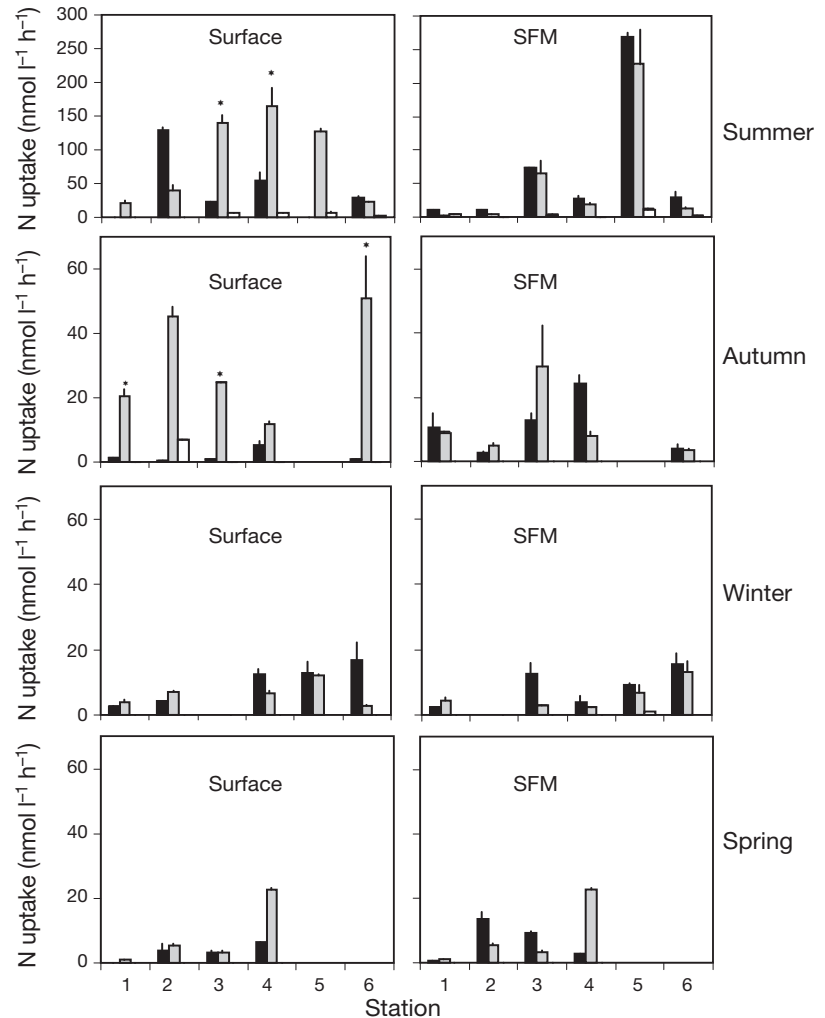 N uptake (nmol l⁻¹ h⁻¹)
300
250
200
150
100
50
0
Surface
*
*
SFM
Summer
N uptake (nmol l⁻¹ h⁻¹)
60
40
20
0
Surface
*
*
*
SFM
Autumn
N uptake (nmol l⁻¹ h⁻¹)
60
40
20
0
Surface
SFM
Winter
N uptake (nmol l⁻¹ h⁻¹)
60
40
20
0
Surface
SFM
Spring
1 2 3 4 5 6 1 2 3 4 5 6
Station